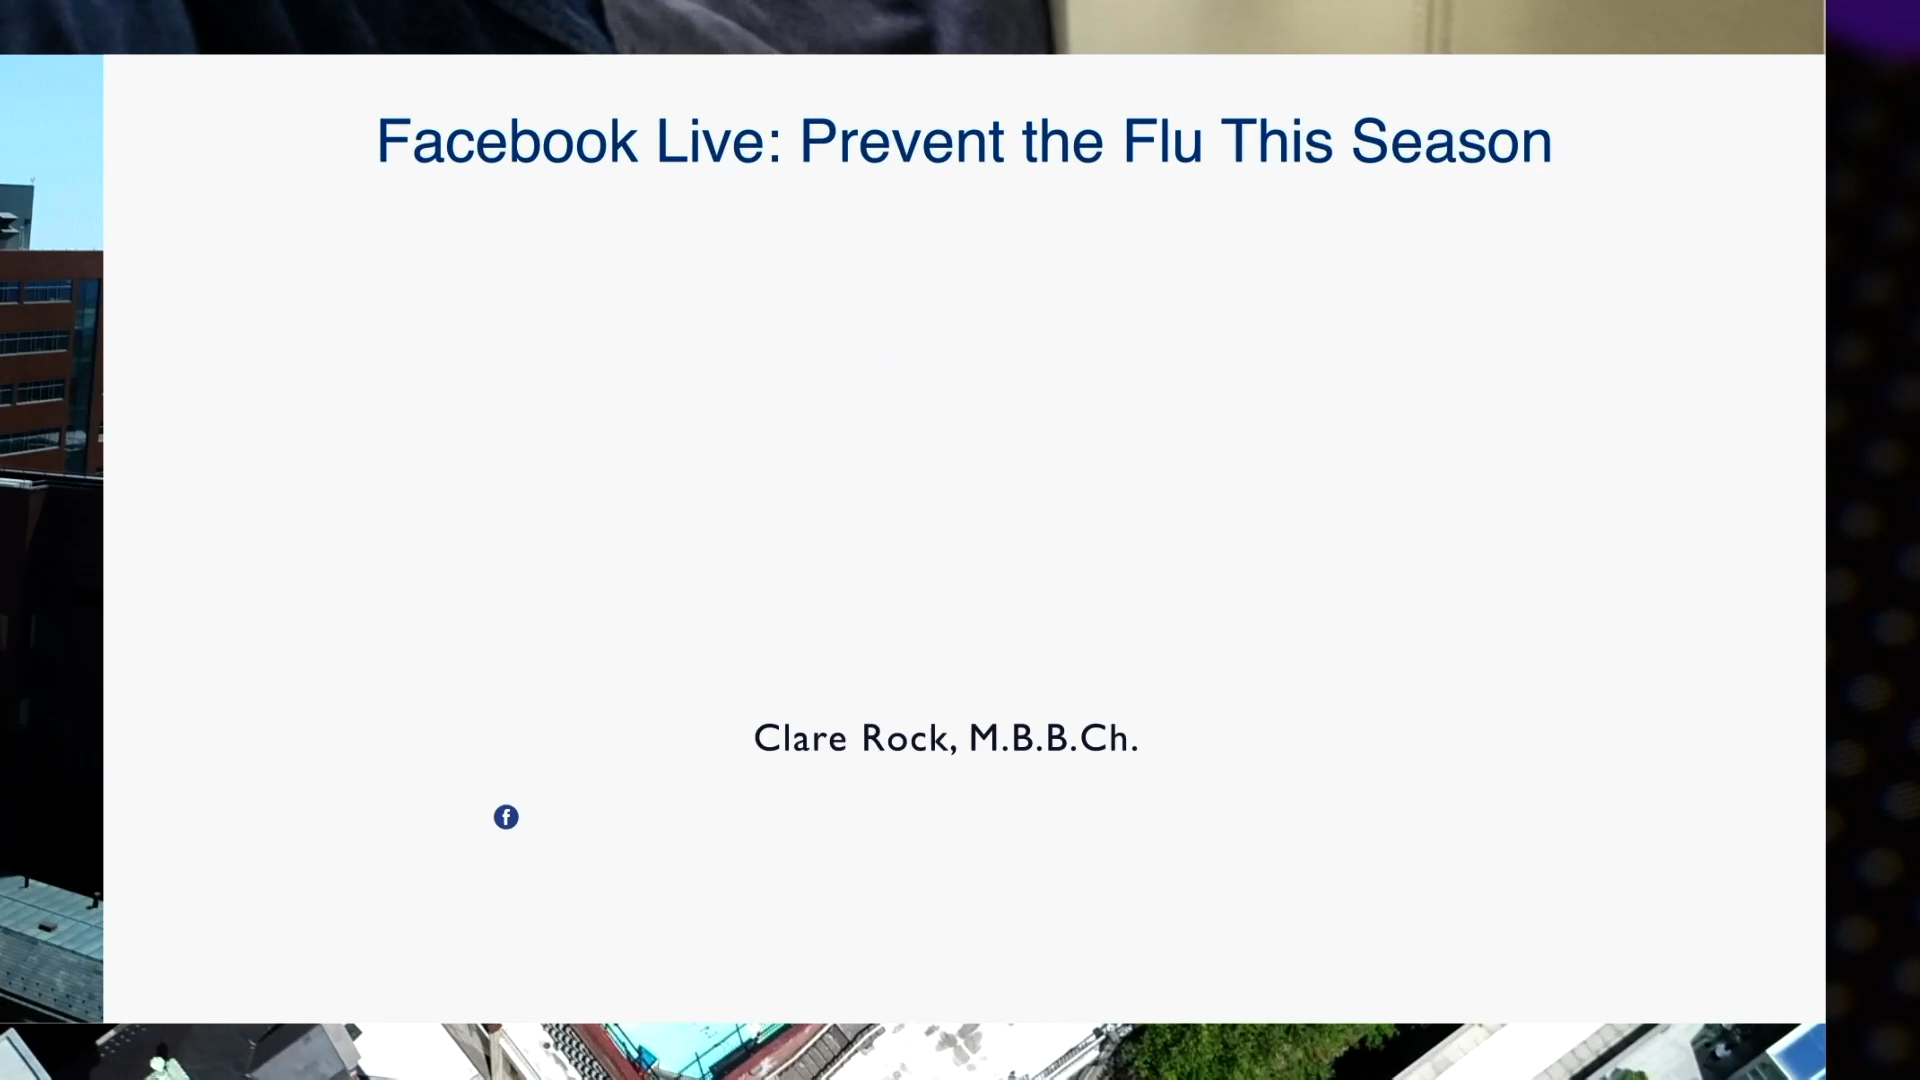 Facebook Live: Prevent the Flu This Season
Clare Rock, M.B.B.Ch.